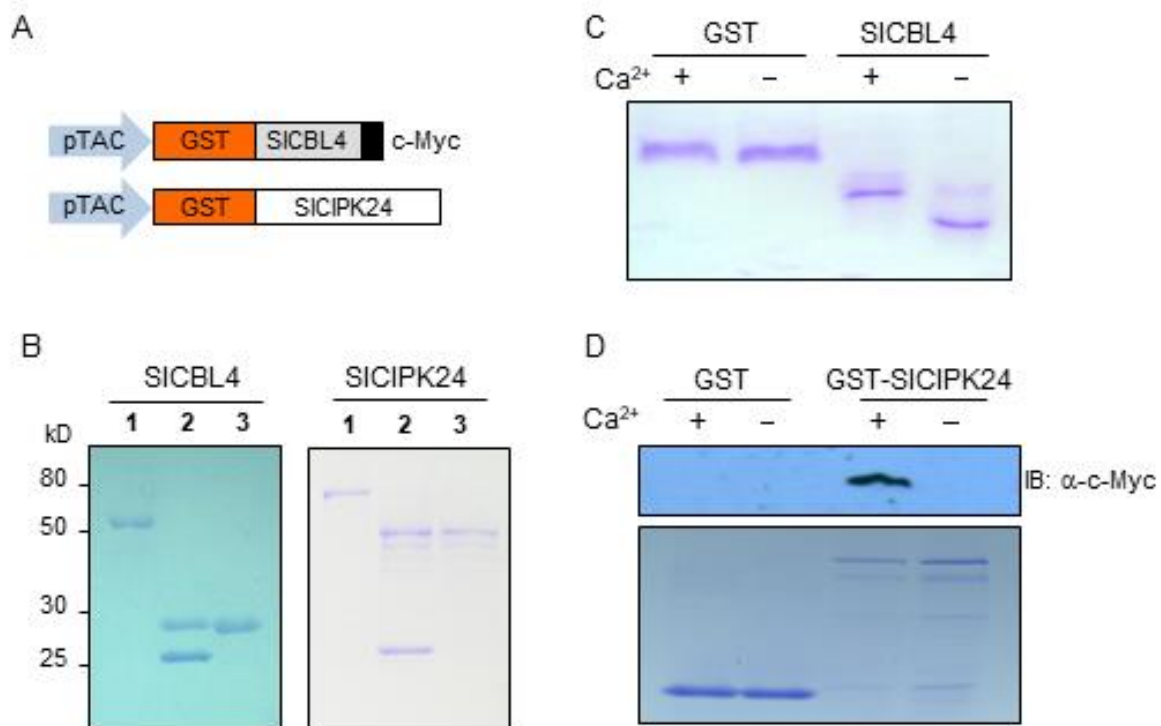 A
pTAC GST SlCBL4 c-Myc
pTAC GST SlCIPK24
B
SlCBL4 SlCIPK24
1 2 3 1 2 3
kD
80
50
30
25
C
GST SlCBL4
Ca²⁺ + – + –
D
GST GST-SlCIPK24
Ca²⁺ + – + –
IB: α-c-Myc